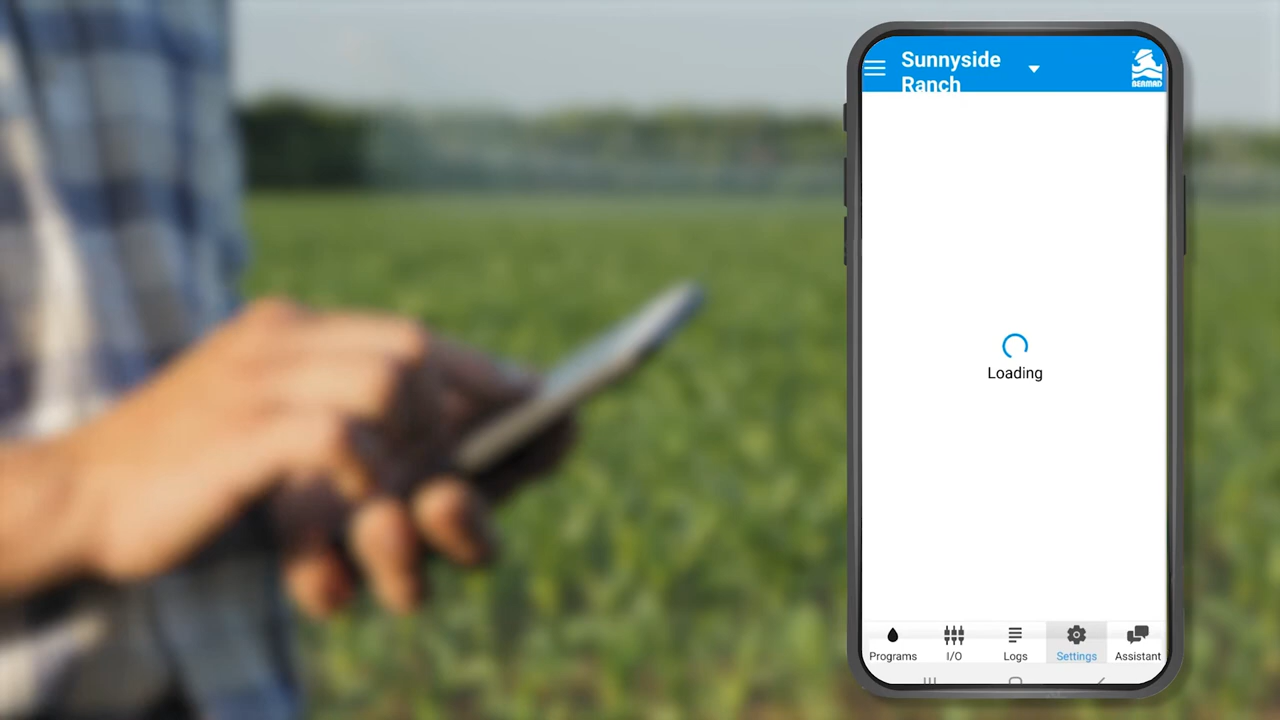 Sunnyside
Ranch
BERMAD
Loading
Programs
I/O
Logs
Settings
Assistant